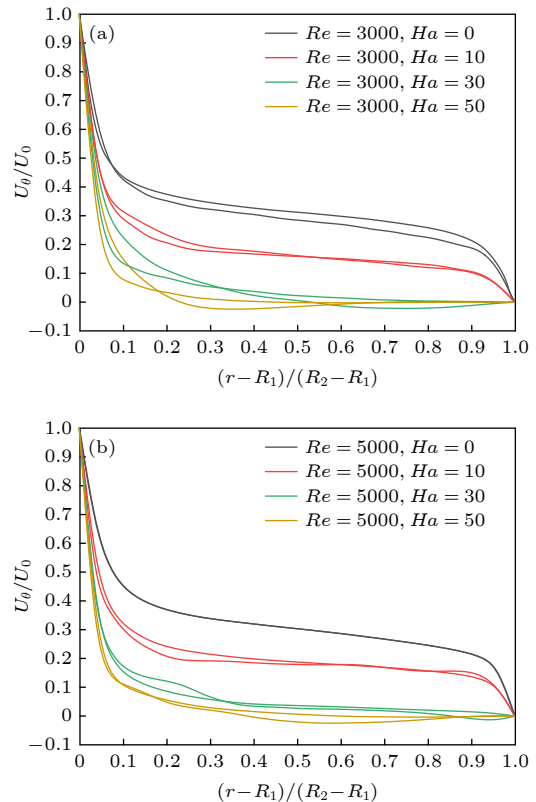 (a)
Re=3000, Ha=0
Re=3000, Ha=10
Re=3000, Ha=30
Re=3000, Ha=50
Uθ/U0
1.0
0.9
0.8
0.7
0.6
0.5
0.4
0.3
0.2
0.1
0
−0.1
0 0.1 0.2 0.3 0.4 0.5 0.6 0.7 0.8 0.9 1.0
(r−R1)/(R2−R1)
(b)
Re=5000, Ha=0
Re=5000, Ha=10
Re=5000, Ha=30
Re=5000, Ha=50
Uθ/U0
1.0
0.9
0.8
0.7
0.6
0.5
0.4
0.3
0.2
0.1
0
−0.1
0 0.1 0.2 0.3 0.4 0.5 0.6 0.7 0.8 0.9 1.0
(r−R1)/(R2−R1)